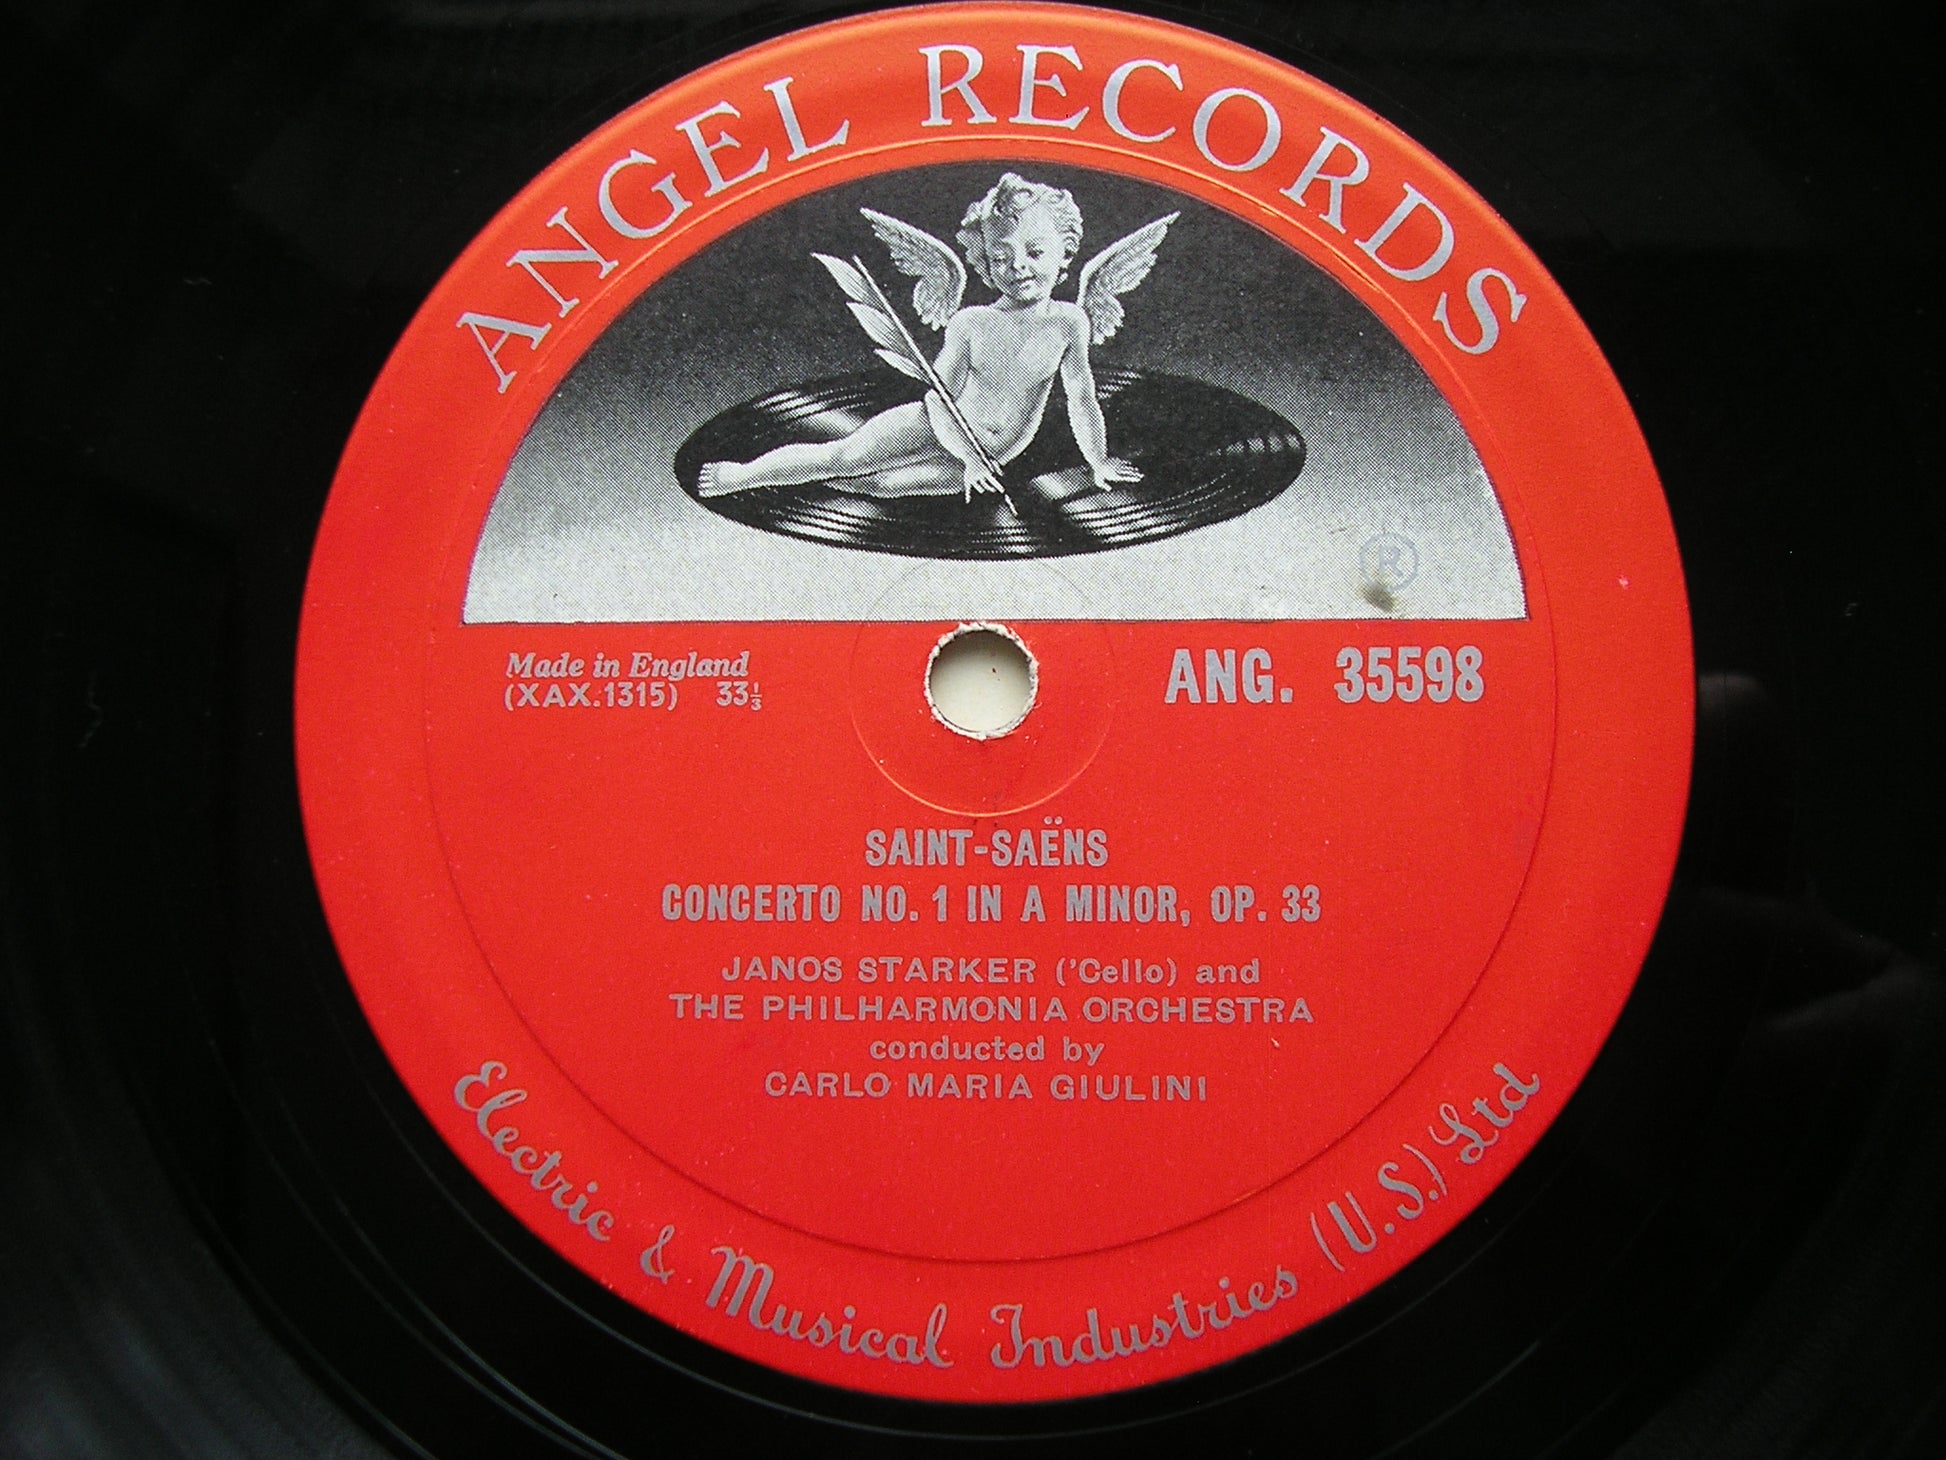 ANGEL RECORDS
®
Made in England
(XAX.1315) 33⅓
ANG. 35598
SAINT-SAËNS
CONCERTO NO. 1 IN A MINOR, OP. 33
JANOS STARKER ('Cello) and
THE PHILHARMONIA ORCHESTRA
conducted by
CARLO MARIA GIULINI
Electric & Musical Industries (U.S.) Ltd